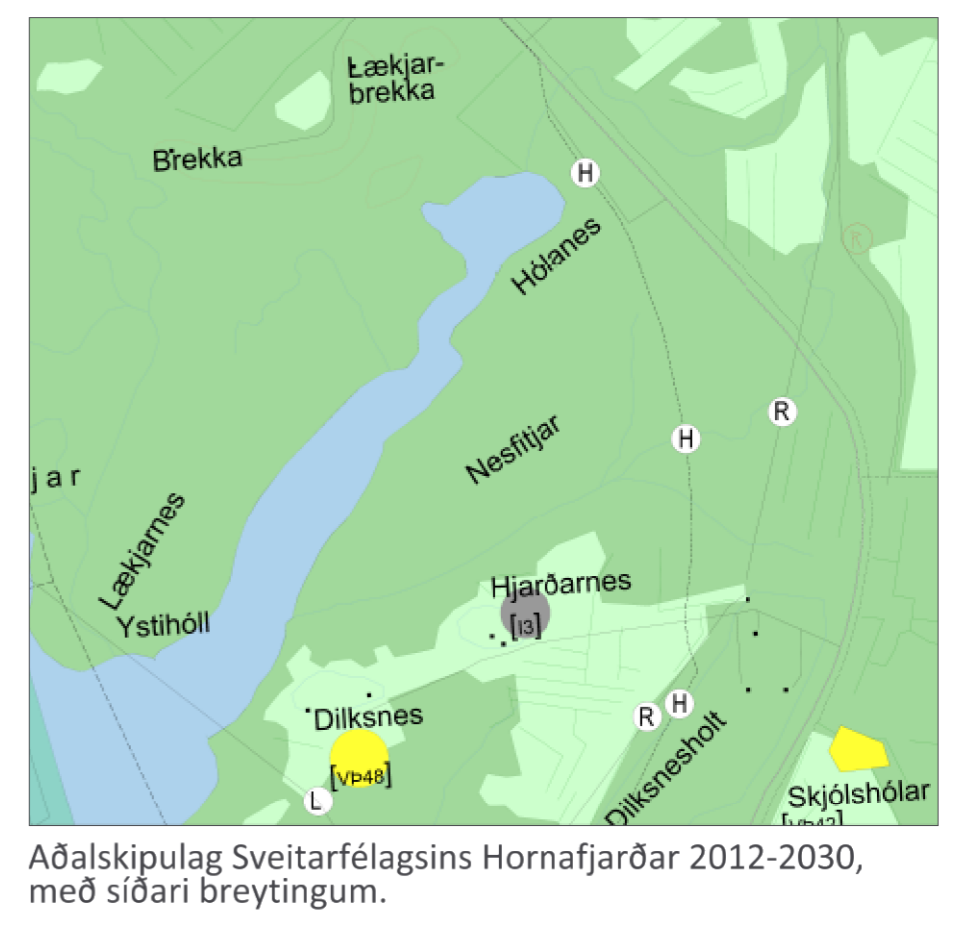 Lækjar-
brekka
Brekka
H
R
Hólanes
R
H
Nesfitjar
jar
Lækjarnes
Hjarðarnes
[I3]
Ystihóll
H
R
Dilksnes
Dilksnesholt
[VÞ48]
L
Skjólshólar
[VÞ42]
Aðalskipulag Sveitarfélagsins Hornafjarðar 2012-2030,
með síðari breytingum.